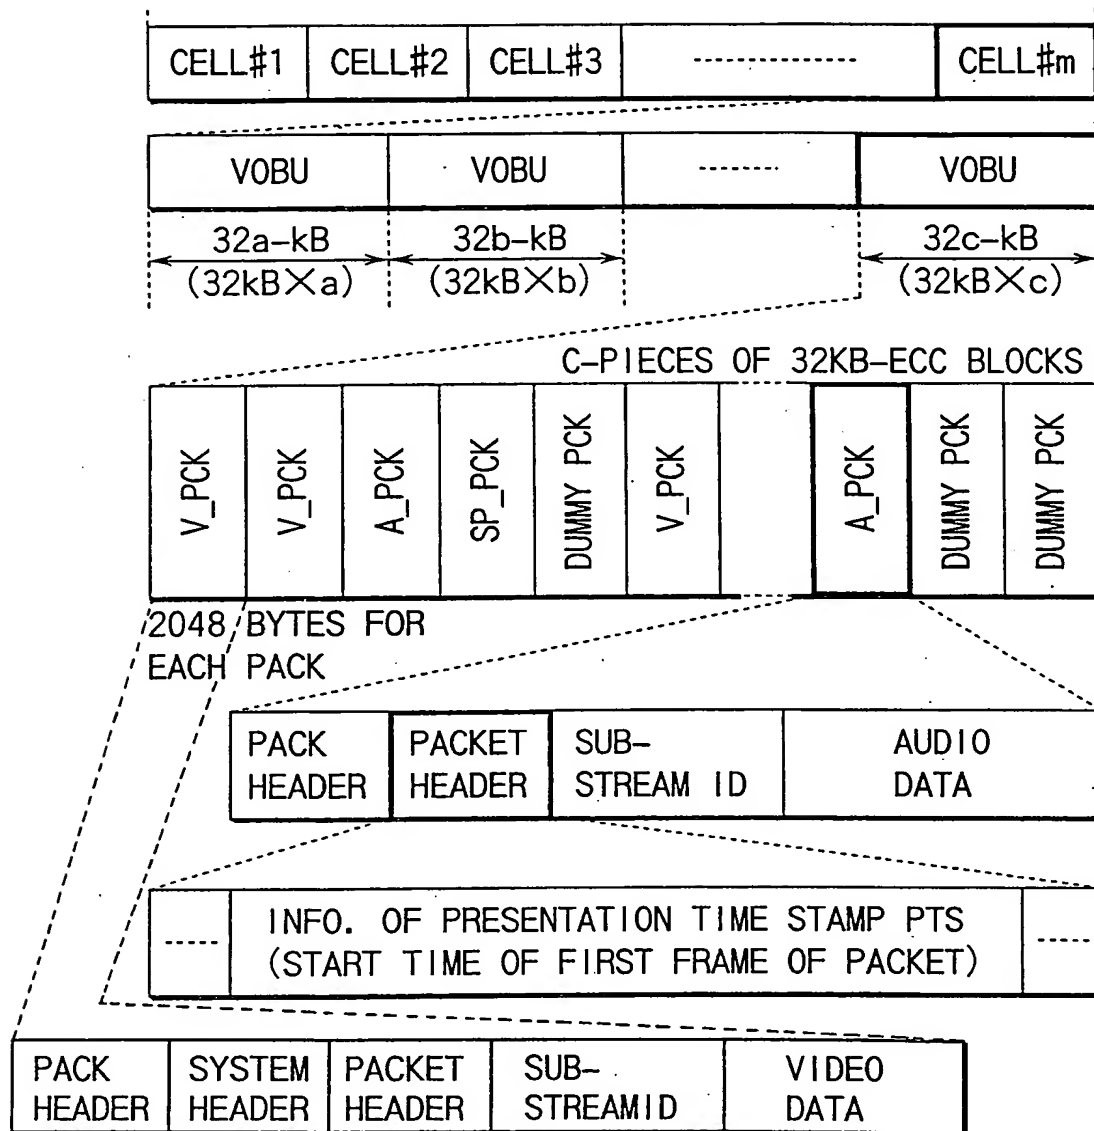 CELL#1 CELL#2 CELL#3 ---------------- CELL#m
VOBU VOBU ------- VOBU
32a-kB 32b-kB 32c-kB
(32kB×a) (32kB×b) (32kB×c)
C-PIECES OF 32KB-ECC BLOCKS
V_PCK V_PCK A_PCK SP_PCK DUMMY PCK V_PCK A_PCK DUMMY PCK DUMMY PCK
2048 BYTES FOR
EACH PACK
PACK PACKET SUB- AUDIO
HEADER HEADER STREAM ID DATA
----- INFO. OF PRESENTATION TIME STAMP PTS -----
(START TIME OF FIRST FRAME OF PACKET)
PACK SYSTEM PACKET SUB- VIDEO
HEADER HEADER HEADER STREAMID DATA